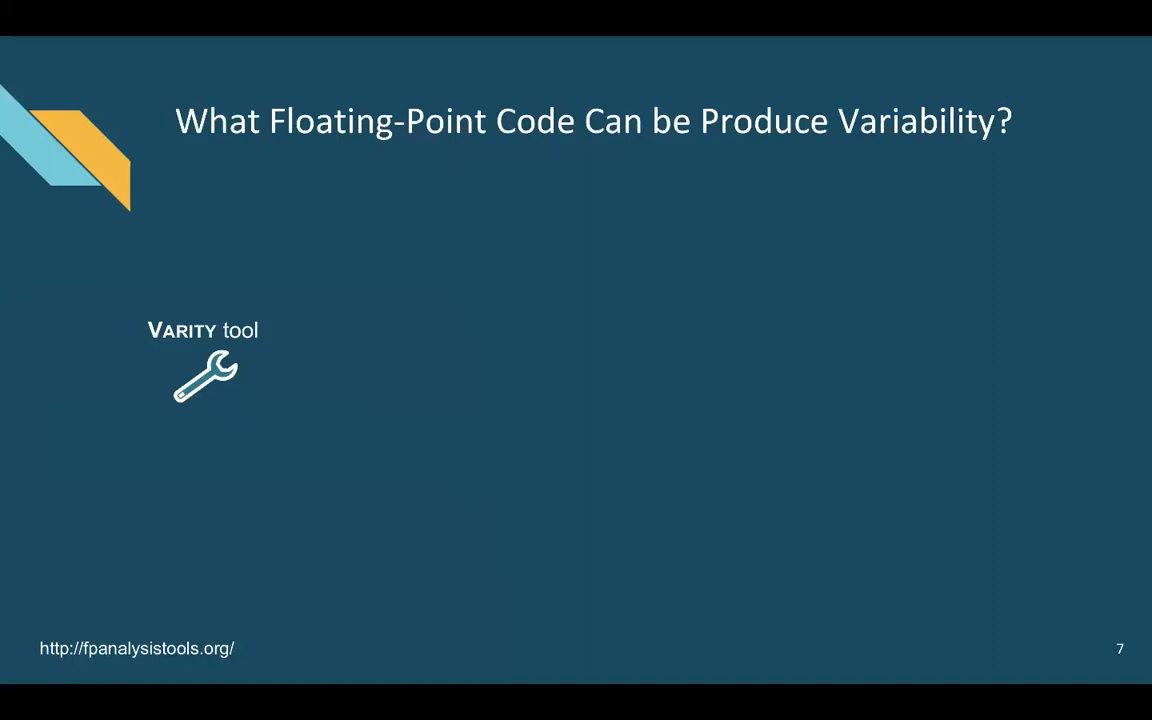 What Floating-Point Code Can be Produce Variability?
VARITY tool
http://fpanalysistools.org/
7